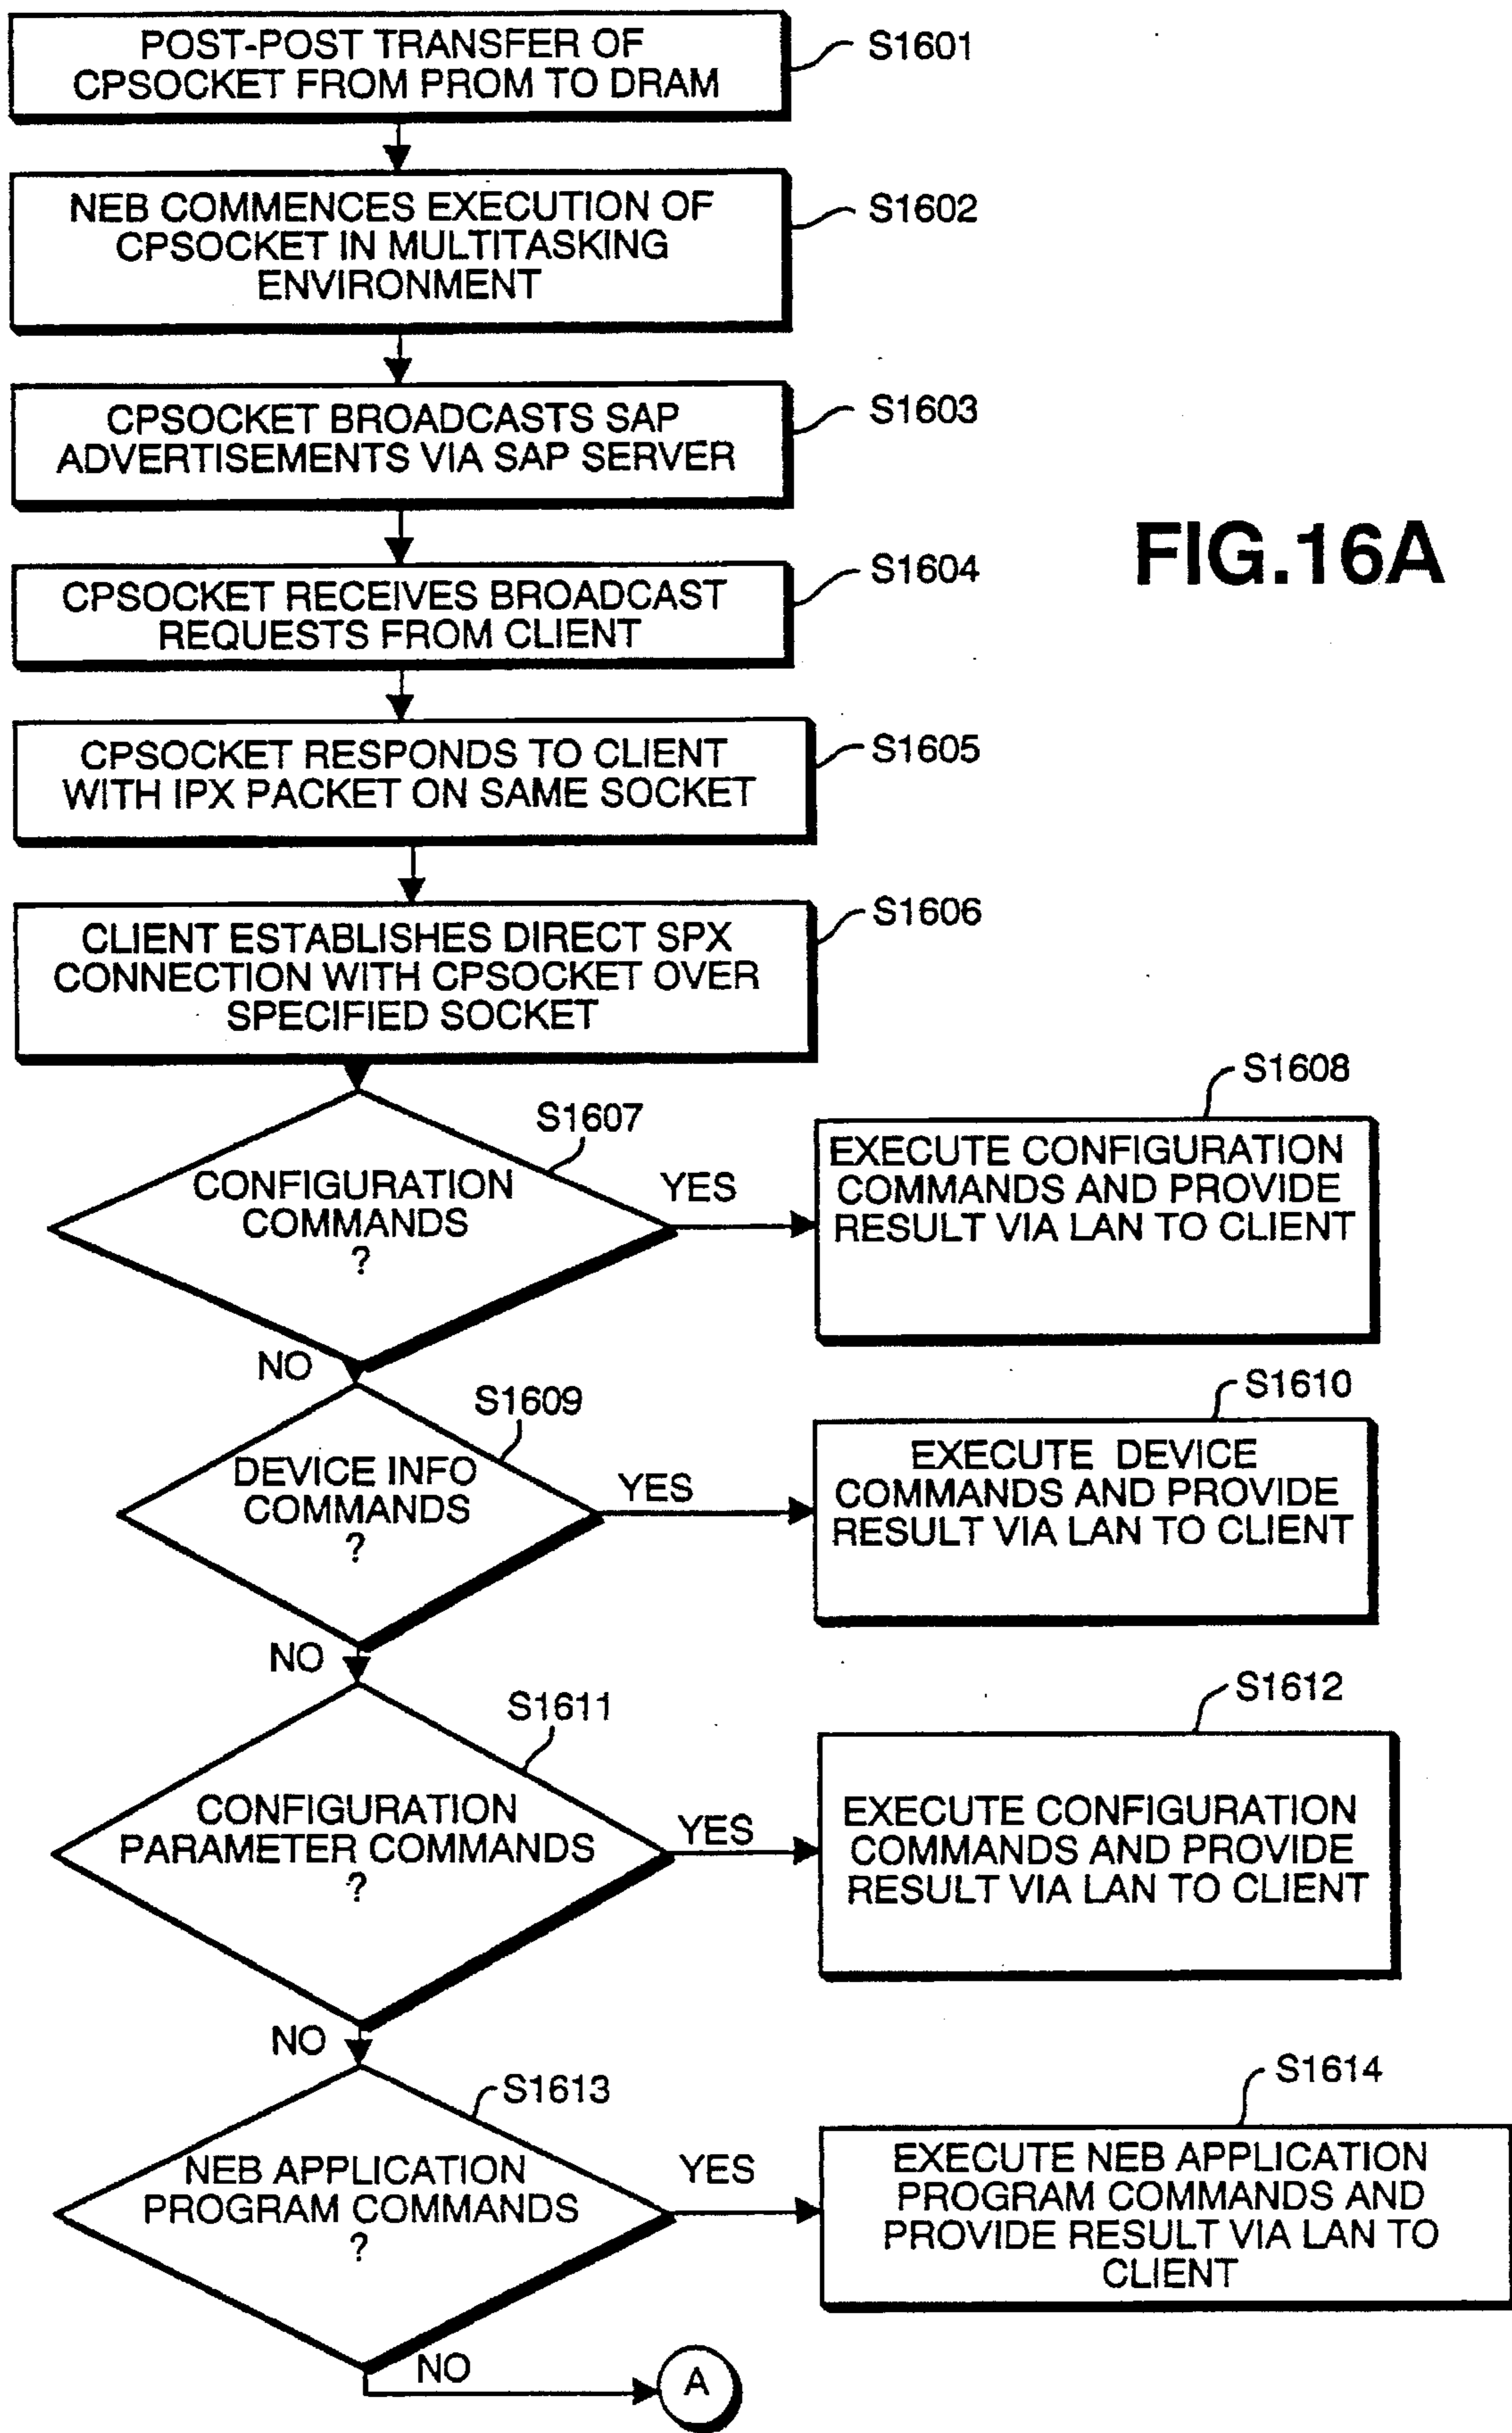 POST-POST TRANSFER OF
CPSOCKET FROM PROM TO DRAM
S1601
NEB COMMENCES EXECUTION OF
CPSOCKET IN MULTITASKING
ENVIRONMENT
S1602
CPSOCKET BROADCASTS SAP
ADVERTISEMENTS VIA SAP SERVER
S1603
FIG.16A
CPSOCKET RECEIVES BROADCAST
REQUESTS FROM CLIENT
S1604
CPSOCKET RESPONDS TO CLIENT
WITH IPX PACKET ON SAME SOCKET
S1605
CLIENT ESTABLISHES DIRECT SPX
CONNECTION WITH CPSOCKET OVER
SPECIFIED SOCKET
S1606
S1607
CONFIGURATION
COMMANDS
?
YES
NO
S1608
EXECUTE CONFIGURATION
COMMANDS AND PROVIDE
RESULT VIA LAN TO CLIENT
S1609
DEVICE INFO
COMMANDS
?
YES
NO
S1610
EXECUTE DEVICE
COMMANDS AND PROVIDE
RESULT VIA LAN TO CLIENT
S1611
CONFIGURATION
PARAMETER COMMANDS
?
YES
NO
S1612
EXECUTE CONFIGURATION
COMMANDS AND PROVIDE
RESULT VIA LAN TO CLIENT
S1613
NEB APPLICATION
PROGRAM COMMANDS
?
YES
NO
S1614
EXECUTE NEB APPLICATION
PROGRAM COMMANDS AND
PROVIDE RESULT VIA LAN TO
CLIENT
A